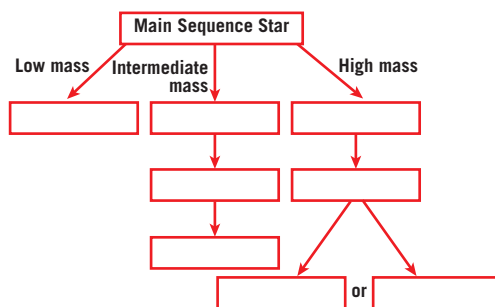 Main Sequence Star
Low mass
Intermediate
mass
High mass
or